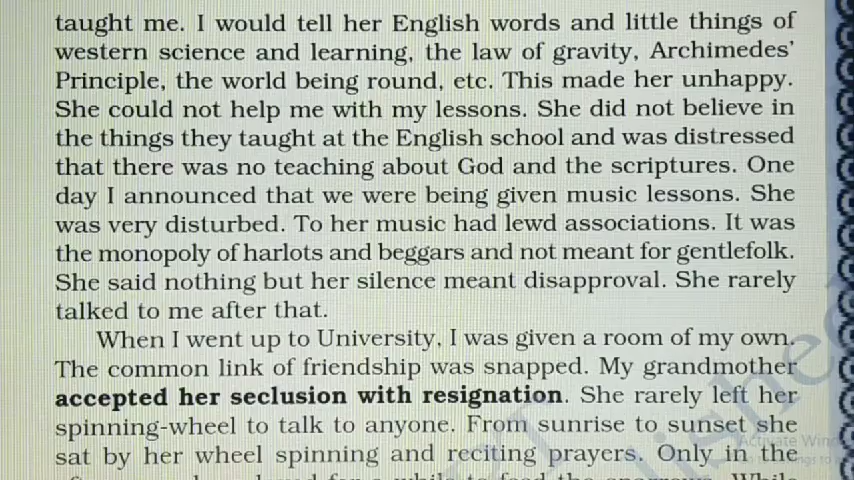 taught me. I would tell her English words and little things of
western science and learning, the law of gravity, Archimedes'
Principle, the world being round, etc. This made her unhappy.
She could not help me with my lessons. She did not believe in
the things they taught at the English school and was distressed
that there was no teaching about God and the scriptures. One
day I announced that we were being given music lessons. She
was very disturbed. To her music had lewd associations. It was
the monopoly of harlots and beggars and not meant for gentlefolk.
She said nothing but her silence meant disapproval. She rarely
talked to me after that.
When I went up to University, I was given a room of my own.
The common link of friendship was snapped. My grandmother
accepted her seclusion with resignation. She rarely left her
spinning-wheel to talk to anyone. From sunrise to sunset she
sat by her wheel spinning and reciting prayers. Only in the
Activate Win